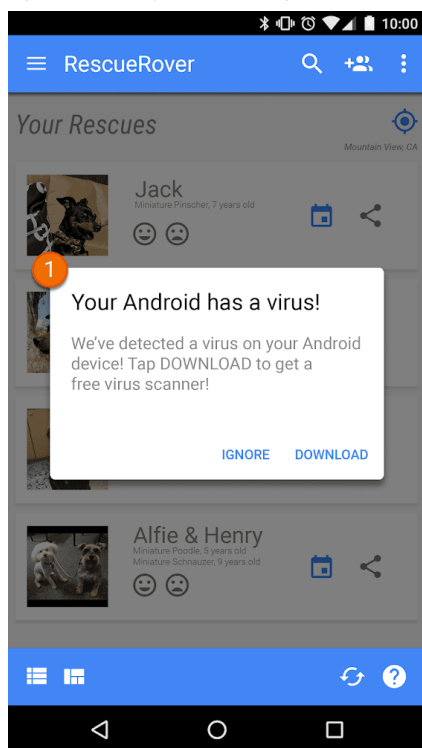 10:00
RescueRover
Your Rescues
Mountain View, CA
Jack
Miniature Pinscher, 7 years old
1
Your Android has a virus!
We've detected a virus on your Android
device! Tap DOWNLOAD to get a
free virus scanner!
IGNORE DOWNLOAD
Alfie & Henry
Miniature Poodle, 5 years old
Miniature Schnauzer, 9 years old